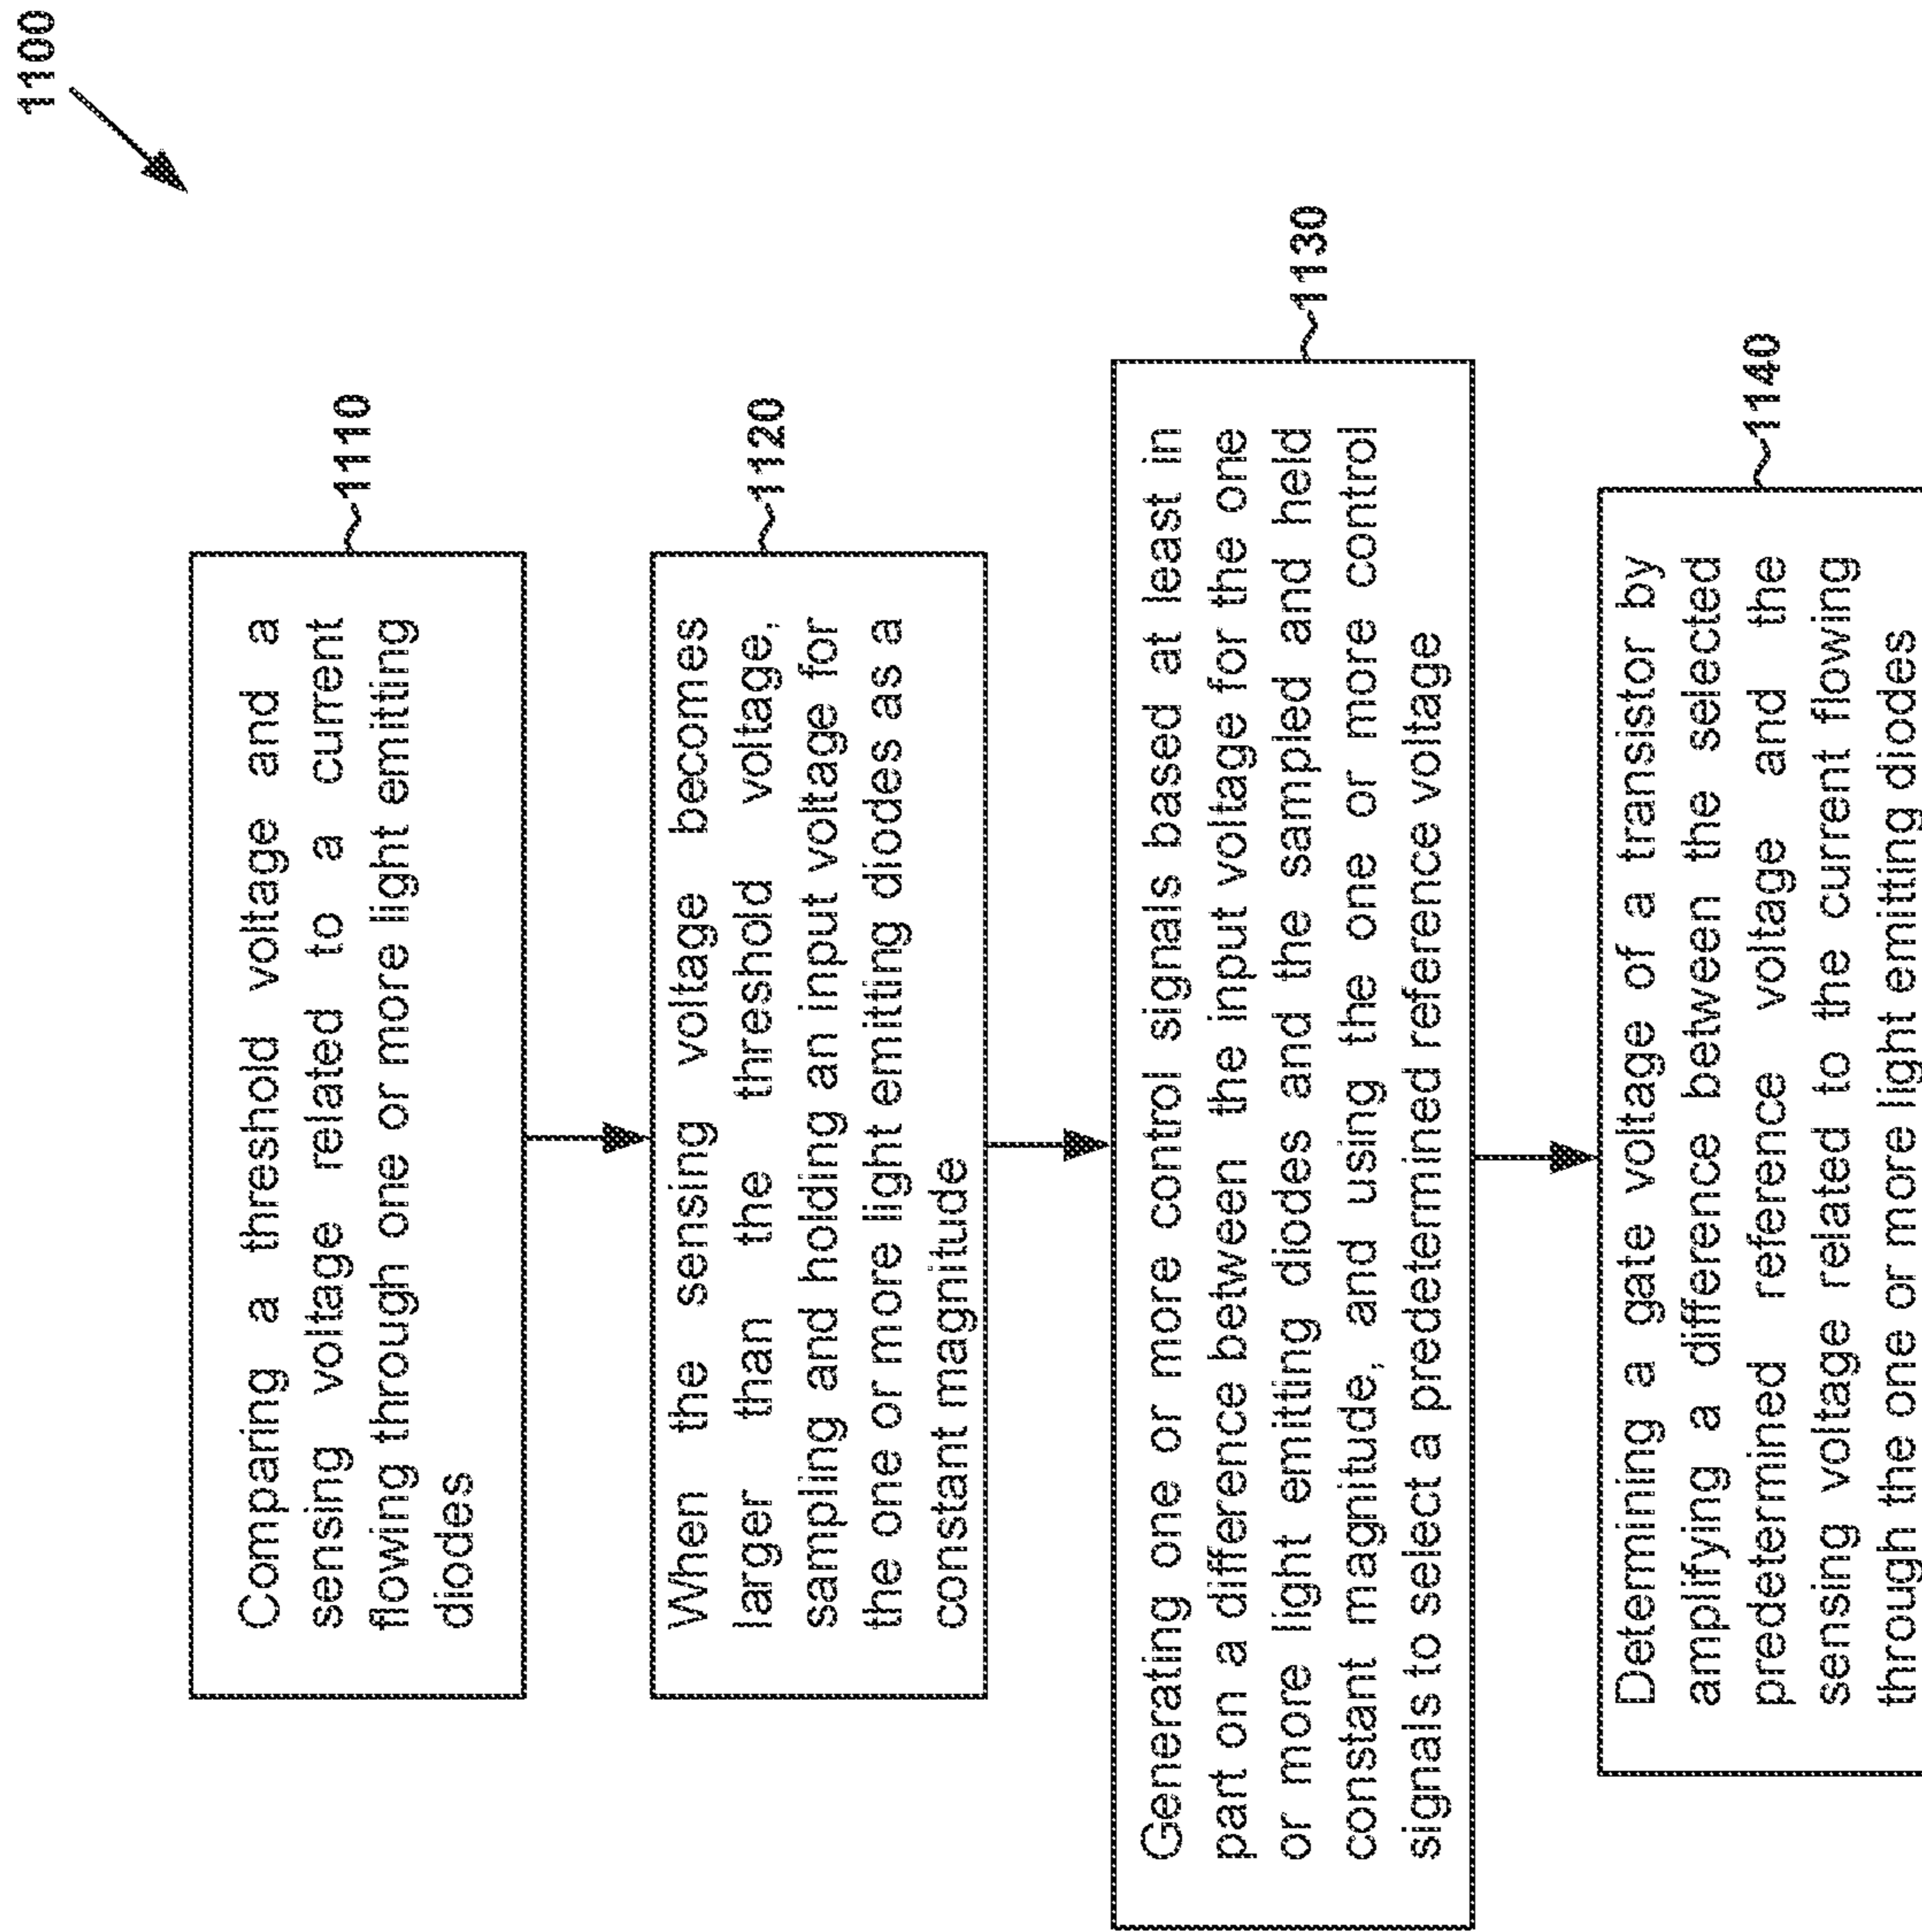 1100
Comparing a threshold voltage and a
sensing voltage related to a current
flowing through one or more light emitting
diodes
1110
When the sensing voltage becomes
larger than the threshold voltage,
sampling and holding an input voltage for
the one or more light emitting diodes as a
constant magnitude
1120
Generating one or more control signals based at least in
part on a difference between the input voltage for the one
or more light emitting diodes and the sampled and held
constant magnitude, and using the one or more control
signals to select a predetermined reference voltage
1130
Determining a gate voltage of a transistor by
amplifying a difference between the selected
predetermined reference voltage and the
sensing voltage related to the current flowing
through the one or more light emitting diodes
1140